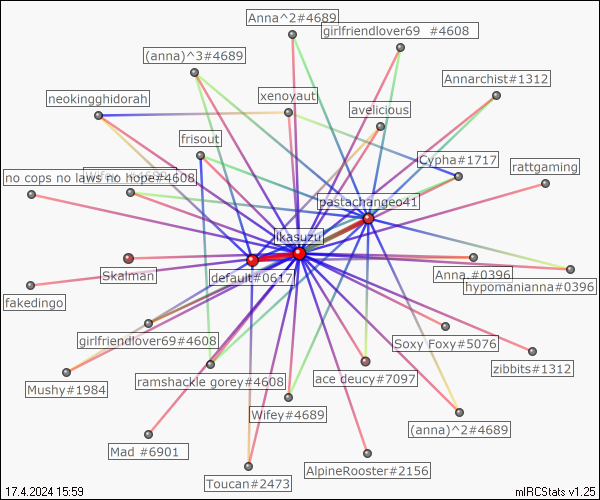 Anna^2#4689
girlfriendlover69 #4608
(anna)^3#4689
Annarchist#1312
neokingghidorah
xenoyaut
avelicious
frisout
Cypha#1717
rattgaming
no cops no laws no hope#4608
pastachangeo41
ikasuzu
Skalman
default#0617
Anna.#0396
hypomanianna#0396
fakedingo
girlfriendlover69#4608
Soxy Foxy#5076
zibbits#1312
Mushy#1984
ramshackle gorey#4608
ace deucy#7097
Wifey#4689
(anna)^2#4689
Mad #6901
AlpineRooster#2156
Toucan#2473
17.4.2024 15:59
mIRCStats v1.25